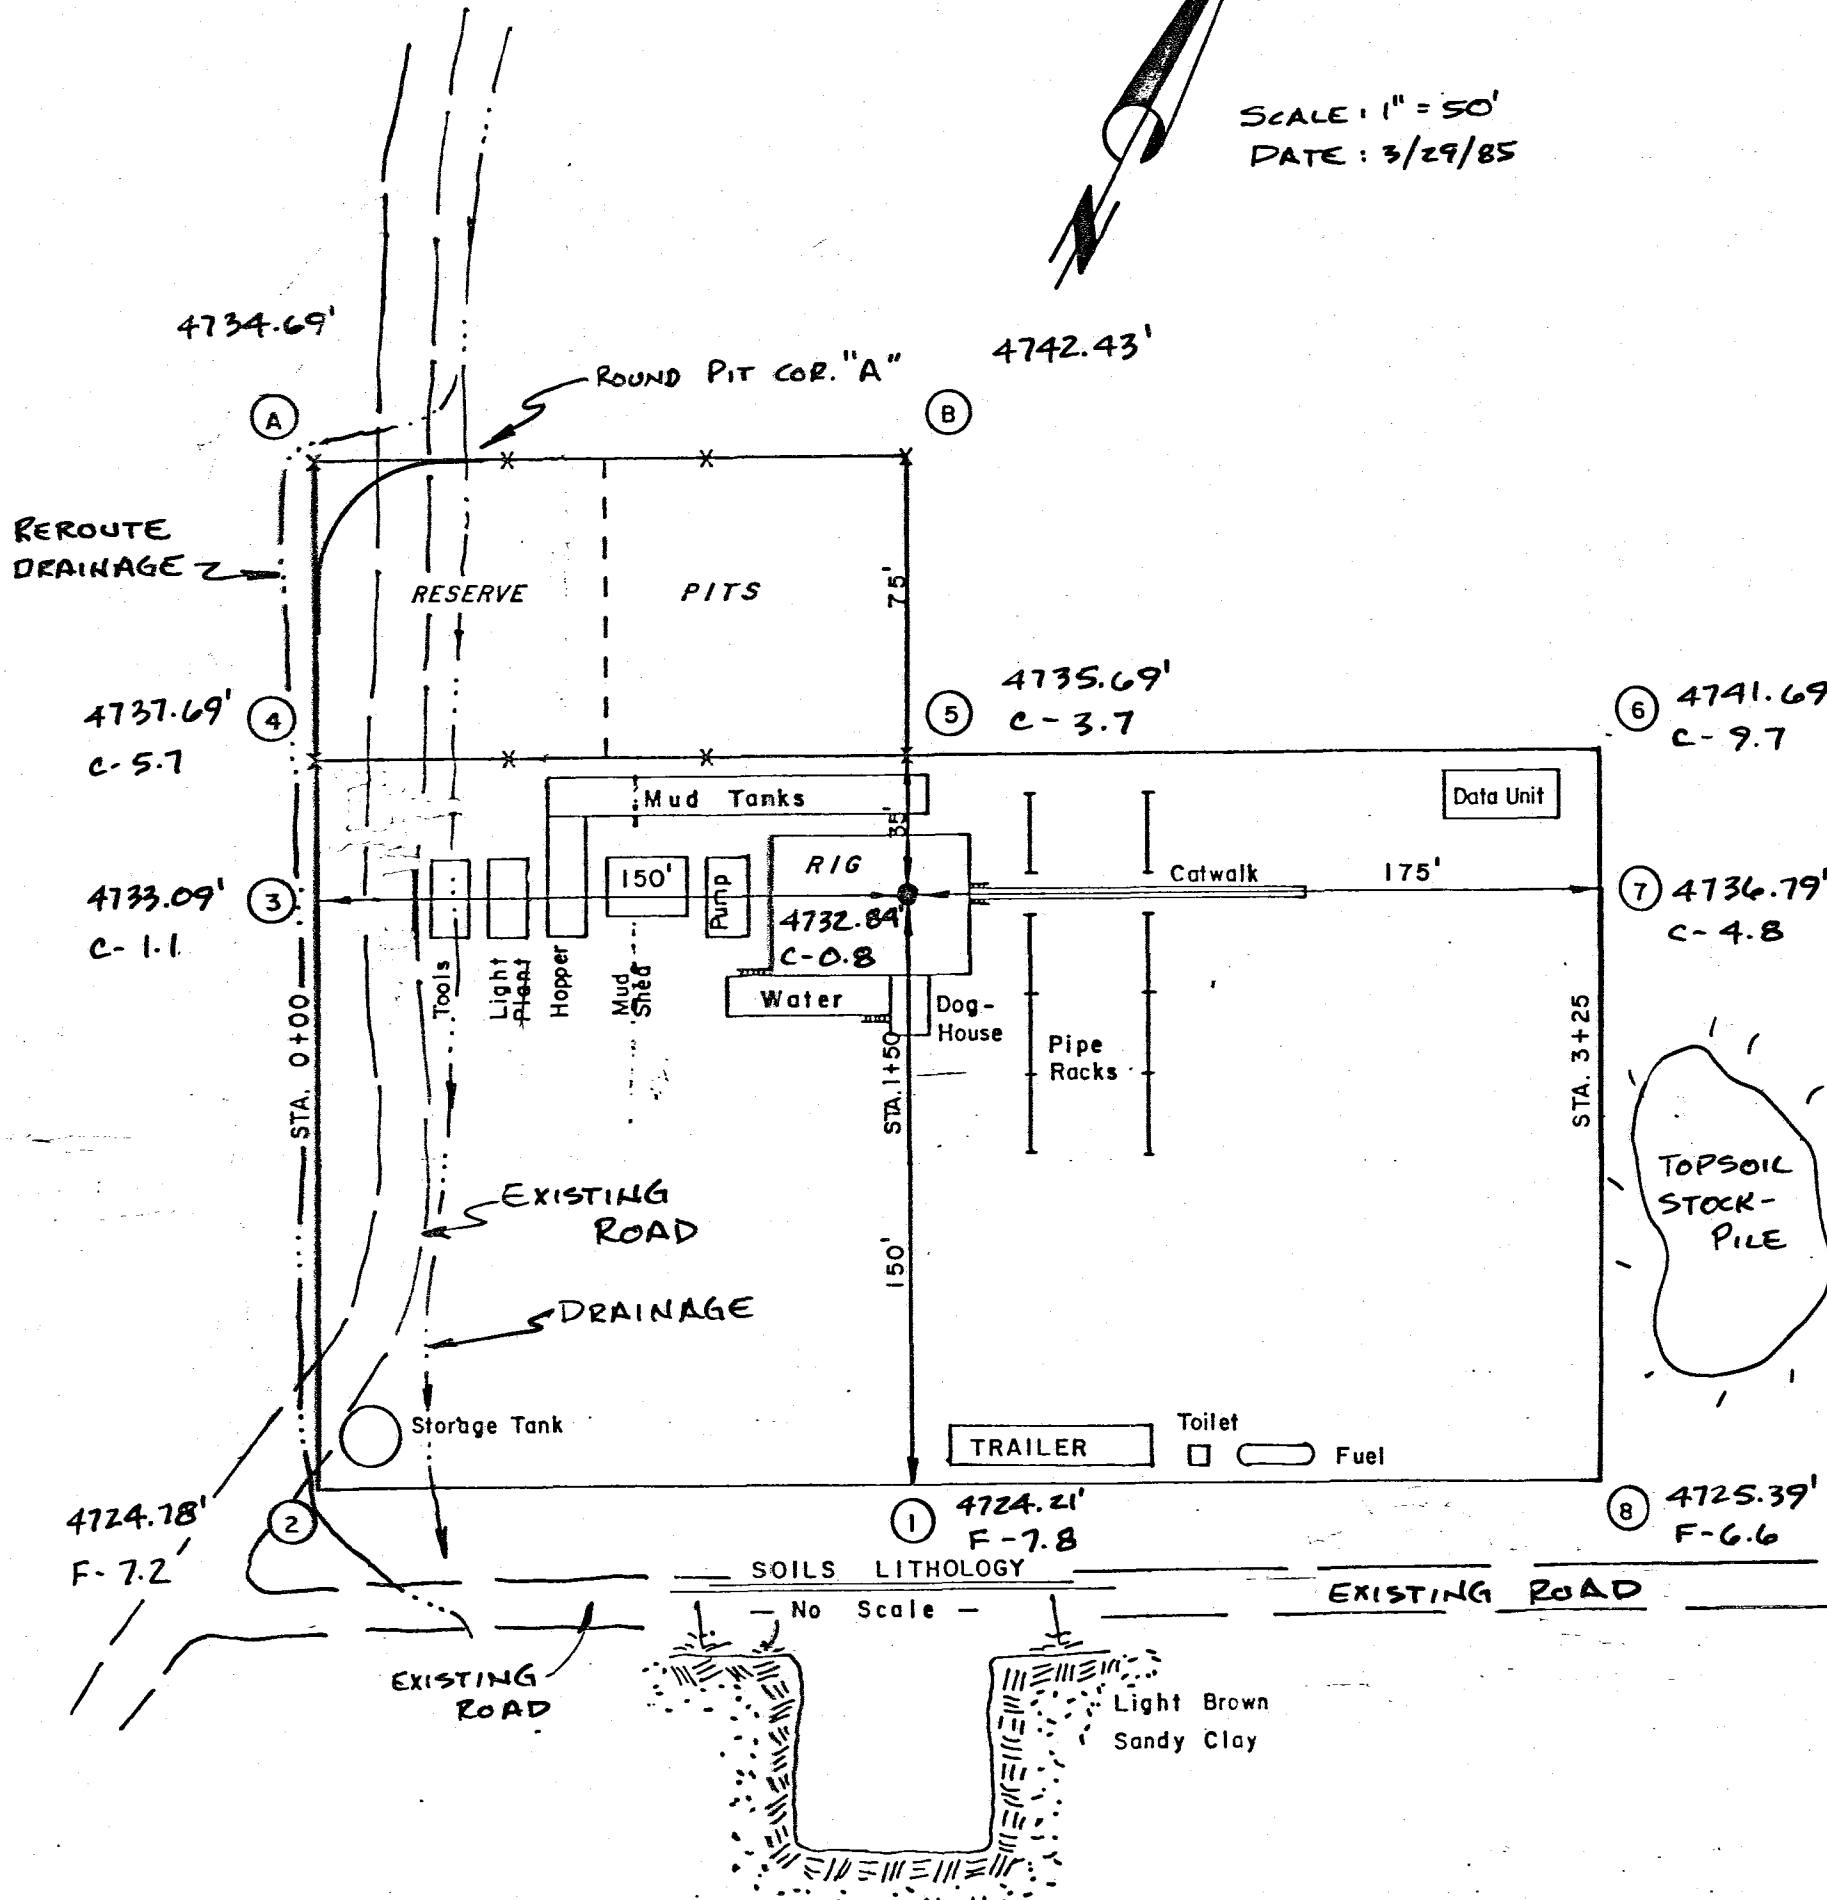 SCALE: 1" = 50'
DATE: 3/29/85
4734.69'
4742.43'
ROUND PIT COR. "A"
A
B
REROUTE
DRAINAGE
RESERVE PITS
75'
4737.69'
C-5.7
4
5
4735.69'
C-3.7
6
4741.69
C-9.7
Mud Tanks
35'
Data Unit
RIG
Catwalk
175'
150'
Pump
4733.09'
C-1.1
3
4732.84'
C-0.8
7
4736.79'
C-4.8
Tools
Light
Plant
Hopper
Mud
Shed
Water
Dog-
House
STA. 0+00
STA. 1+50
Pipe
Racks
STA. 3+25
TOPSOIL
STOCK-
PILE
EXISTING
ROAD
150'
DRAINAGE
Storage Tank
TRAILER
Toilet
Fuel
4724.78'
F-7.2
2
1
4724.21'
F-7.8
8
4725.39'
F-6.6
SOILS LITHOLOGY
— No Scale —
EXISTING ROAD
EXISTING
ROAD
Light Brown
Sandy Clay